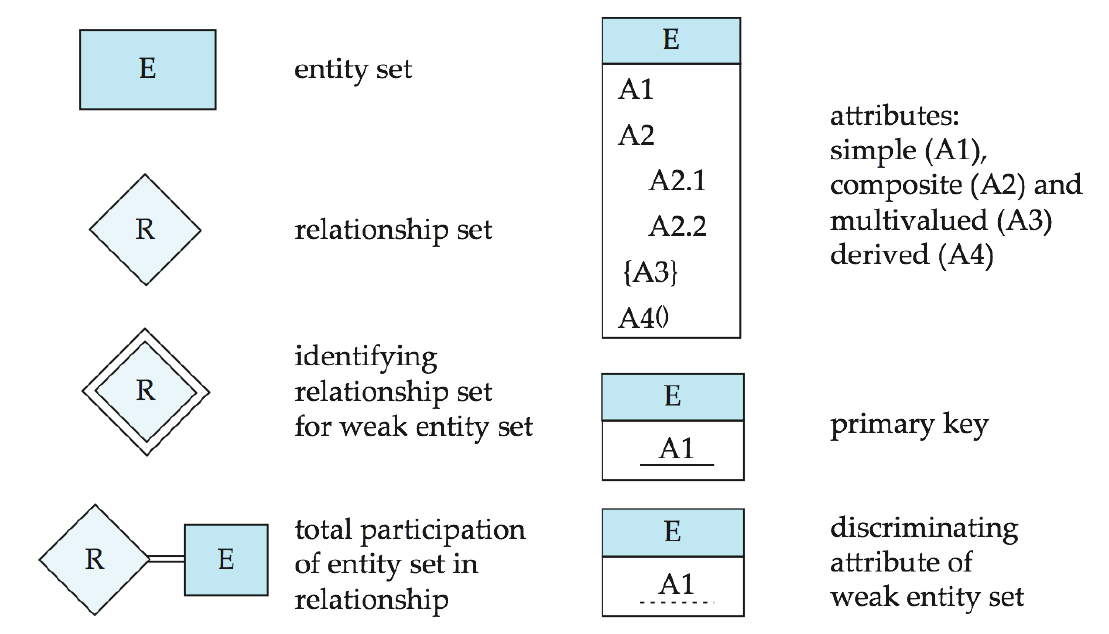 E
entity set
R
relationship set
R
identifying
relationship set
for weak entity set
R
E
total participation
of entity set in
relationship
E
A1
A2
A2.1
A2.2
{A3}
A4()
attributes:
simple (A1),
composite (A2) and
multivalued (A3)
derived (A4)
E
A1
primary key
E
A1
discriminating
attribute of
weak entity set